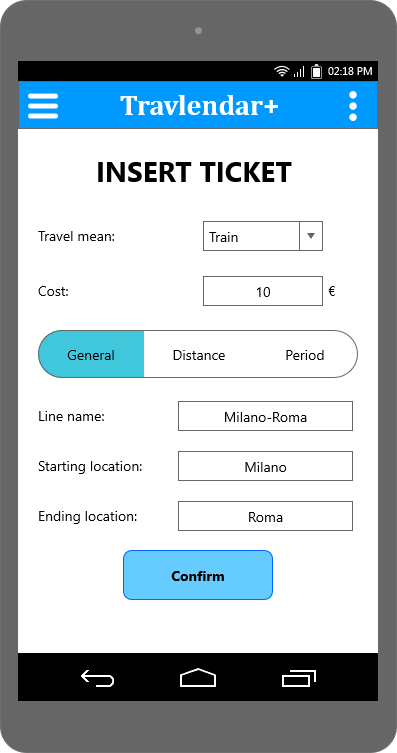 02:18 PM
Travlendar+
INSERT TICKET
Travel mean: Train
Cost: 10 €
General Distance Period
Line name: Milano-Roma
Starting location: Milano
Ending location: Roma
Confirm